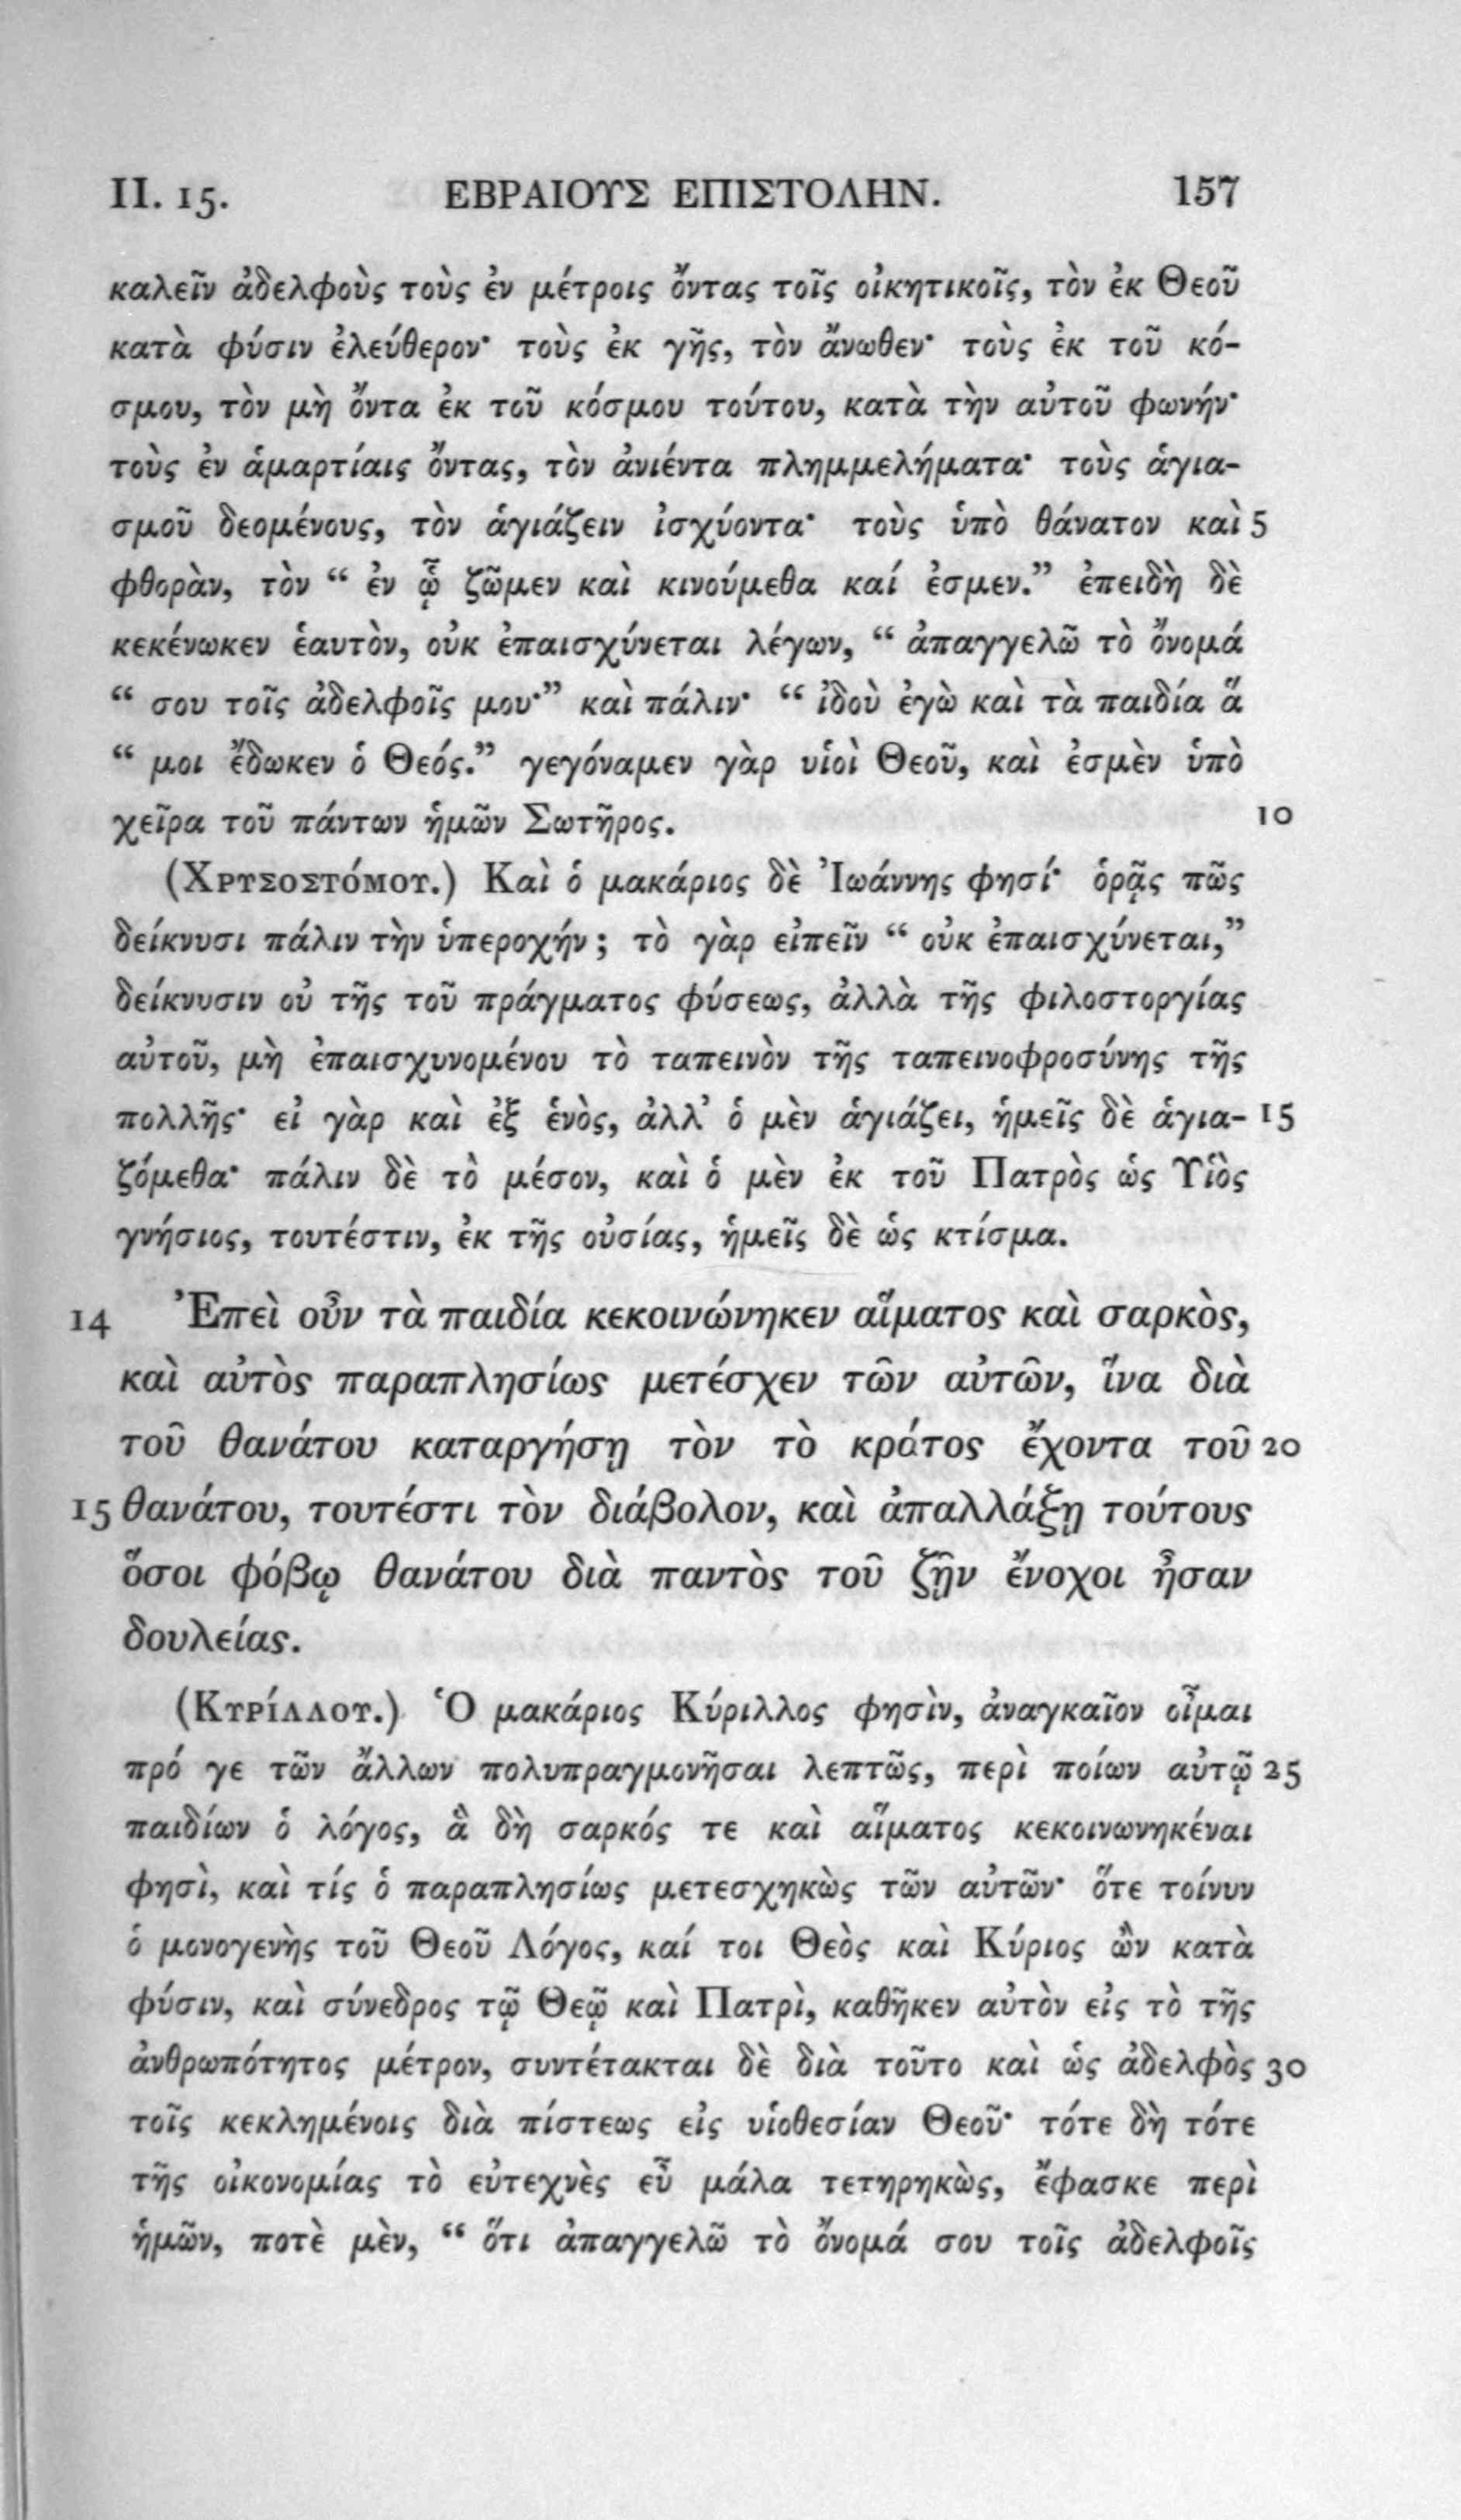 II. 15. ΕΒΡΑΙΟΥΣ ΕΠΙΣΤΟΛΗΝ. 157
καλεῖν ἀδελφοὺς τοὺς ἐν μέτροις ὄντας τοῖς οἰκητικοῖς, τὸν ἐκ Θεοῦ
κατὰ φύσιν ἐλεύθερον· τοὺς ἐκ γῆς, τὸν ἄνωθεν· τοὺς ἐκ τοῦ κό-
σμου, τὸν μὴ ὄντα ἐκ τοῦ κόσμου τούτου, κατὰ τὴν αὐτοῦ φωνήν·
τοὺς ἐν ἁμαρτίαις ὄντας, τὸν ἀνιέντα πλημμελήματα· τοὺς ἁγια-
σμοῦ δεομένους, τὸν ἁγιάζειν ἰσχύοντα· τοὺς ὑπὸ θάνατον καὶ 5
φθορὰν, τὸν “ ἐν ᾧ ζῶμεν καὶ κινούμεθα καί ἐσμεν.” ἐπειδὴ δὲ
κεκένωκεν ἑαυτὸν, οὐκ ἐπαισχύνεται λέγων, “ ἀπαγγελῶ τὸ ὄνομά
“ σου τοῖς ἀδελφοῖς μου·” καὶ πάλιν· “ ἰδοὺ ἐγὼ καὶ τὰ παιδία ἅ
“ μοι ἔδωκεν ὁ Θεός.” γεγόναμεν γὰρ υἱοὶ Θεοῦ, καὶ ἐσμὲν ὑπὸ
χεῖρα τοῦ πάντων ἡμῶν Σωτῆρος. 10
(Χρυσοστόμου.) Καὶ ὁ μακάριος δὲ Ἰωάννης φησί· ὁρᾷς πῶς
δείκνυσι πάλιν τὴν ὑπεροχήν ; τὸ γὰρ εἰπεῖν “ οὐκ ἐπαισχύνεται,”
δείκνυσιν οὐ τῆς τοῦ πράγματος φύσεως, ἀλλὰ τῆς φιλοστοργίας
αὐτοῦ, μὴ ἐπαισχυνομένου τὸ ταπεινὸν τῆς ταπεινοφροσύνης τῆς
πολλῆς· εἰ γὰρ καὶ ἐξ ἑνὸς, ἀλλ’ ὁ μὲν ἁγιάζει, ἡμεῖς δὲ ἁγια- 15
ζόμεθα· πάλιν δὲ τὸ μέσον, καὶ ὁ μὲν ἐκ τοῦ Πατρὸς ὡς Υἱὸς
γνήσιος, τουτέστιν, ἐκ τῆς οὐσίας, ἡμεῖς δὲ ὡς κτίσμα.
14 Ἐπεὶ οὖν τὰ παιδία κεκοινώνηκεν αἵματος καὶ σαρκὸς,
καὶ αὐτὸς παραπλησίως μετέσχεν τῶν αὐτῶν, ἵνα διὰ
τοῦ θανάτου καταργήσῃ τὸν τὸ κράτος ἔχοντα τοῦ 20
15 θανάτου, τουτέστι τὸν διάβολον, καὶ ἀπαλλάξῃ τούτους
ὅσοι φόβῳ θανάτου διὰ παντὸς τοῦ ζῇν ἔνοχοι ἦσαν
δουλείας.
(Κυρίλλου.) Ὁ μακάριος Κύριλλος φησὶν, ἀναγκαῖον οἶμαι
πρό γε τῶν ἄλλων πολυπραγμονῆσαι λεπτῶς, περὶ ποίων αὐτῷ 25
παιδίων ὁ λόγος, ἃ δὴ σαρκός τε καὶ αἵματος κεκοινωνηκέναι
φησὶ, καὶ τίς ὁ παραπλησίως μετεσχηκὼς τῶν αὐτῶν· ὅτε τοίνυν
ὁ μονογενὴς τοῦ Θεοῦ Λόγος, καί τοι Θεὸς καὶ Κύριος ὢν κατὰ
φύσιν, καὶ σύνεδρος τῷ Θεῷ καὶ Πατρὶ, καθῆκεν αὐτὸν εἰς τὸ τῆς
ἀνθρωπότητος μέτρον, συντέτακται δὲ διὰ τοῦτο καὶ ὡς ἀδελφὸς 30
τοῖς κεκλημένοις διὰ πίστεως εἰς υἱοθεσίαν Θεοῦ· τότε δὴ τότε
τῆς οἰκονομίας τὸ εὐτεχνὲς εὖ μάλα τετηρηκὼς, ἔφασκε περὶ
ἡμῶν, ποτὲ μὲν, “ ὅτι ἀπαγγελῶ τὸ ὄνομά σου τοῖς ἀδελφοῖς